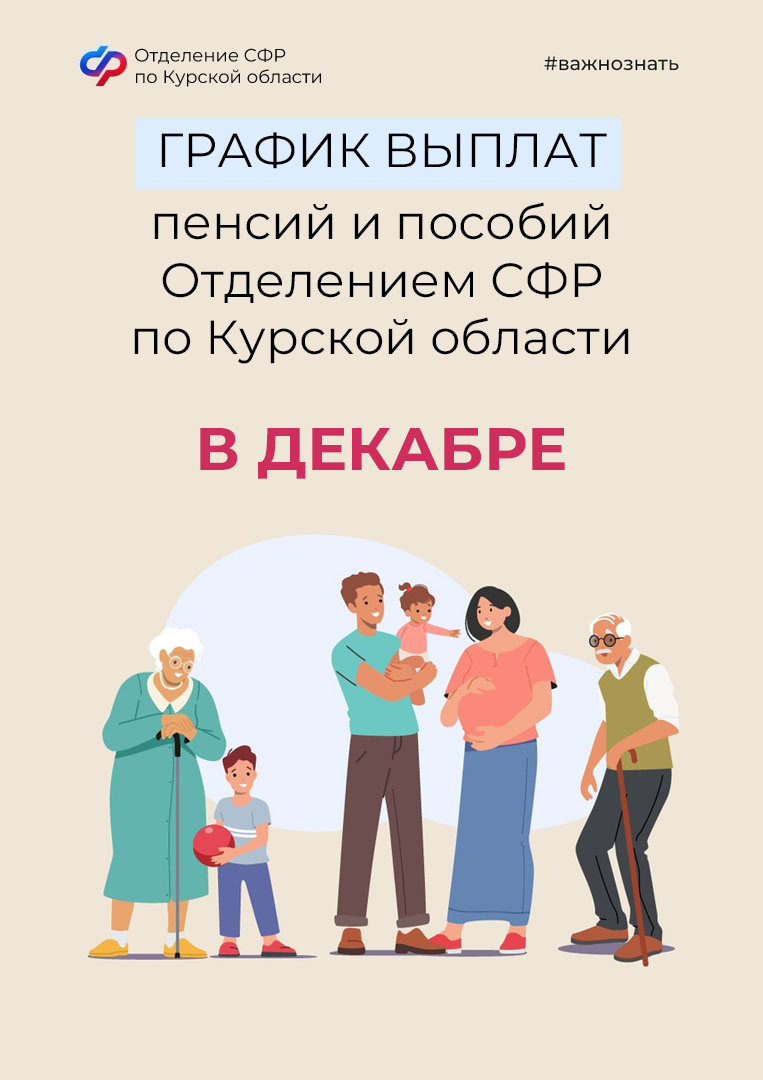 Отделение СФР
по Курской области
#важнознать
ГРАФИК ВЫПЛАТ
пенсий и пособий
Отделением СФР
по Курской области
В ДЕКАБРЕ